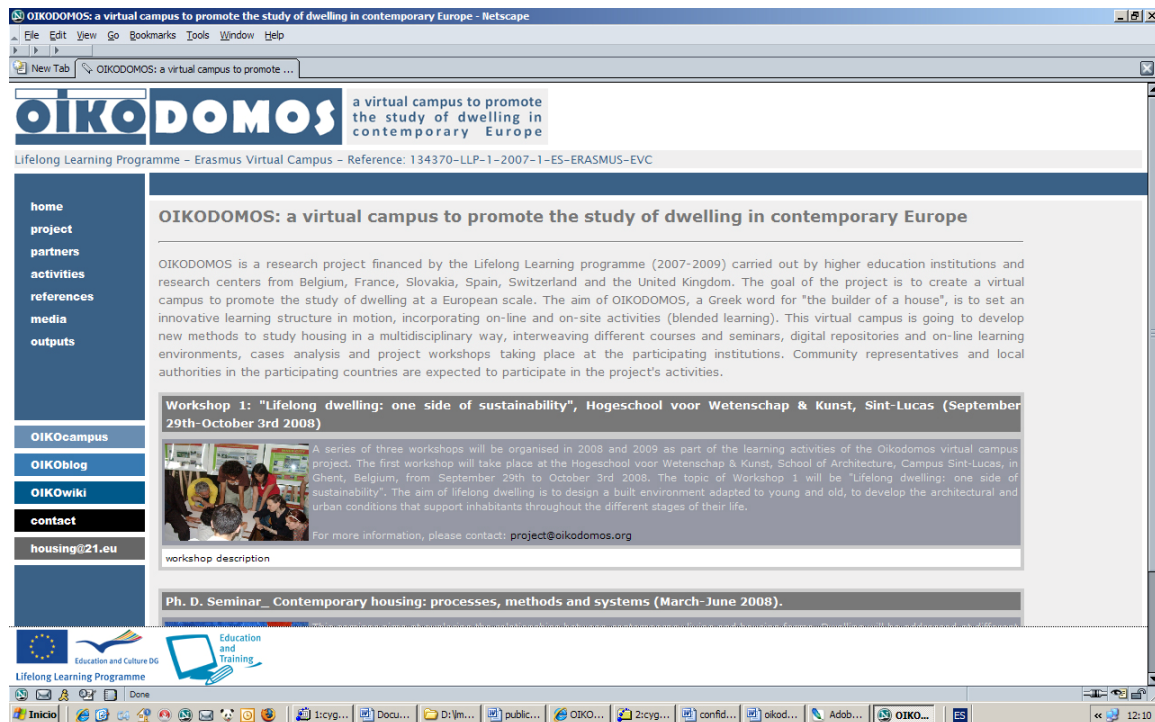 OIKODOMOS: a virtual campus to promote the study of dwelling in contemporary Europe - Netscape
File Edit View Go Bookmarks Tools Window Help
New Tab OIKODOMOS: a virtual campus to promote ...
OIKODOMOS
a virtual campus to promote
the study of dwelling in
contemporary Europe
Lifelong Learning Programme – Erasmus Virtual Campus – Reference: 134370-LLP-1-2007-1-ES-ERASMUS-EVC
home
project
partners
activities
references
media
outputs
OIKOcampus
OIKOblog
OIKOwiki
contact
housing@21.eu
OIKODOMOS: a virtual campus to promote the study of dwelling in contemporary Europe
OIKODOMOS is a research project financed by the Lifelong Learning programme (2007-2009) carried out by higher education institutions and
research centers from Belgium, France, Slovakia, Spain, Switzerland and the United Kingdom. The goal of the project is to create a virtual
campus to promote the study of dwelling at a European scale. The aim of OIKODOMOS, a Greek word for "the builder of a house", is to set an
innovative learning structure in motion, incorporating on-line and on-site activities (blended learning). This virtual campus is going to develop
new methods to study housing in a multidisciplinary way, interweaving different courses and seminars, digital repositories and on-line learning
environments, cases analysis and project workshops taking place at the participating institutions. Community representatives and local
authorities in the participating countries are expected to participate in the project's activities.
Workshop 1: "Lifelong dwelling: one side of sustainability", Hogeschool voor Wetenschap & Kunst, Sint-Lucas (September
29th-October 3rd 2008)
A series of three workshops will be organised in 2008 and 2009 as part of the learning activities of the Oikodomos virtual campus
project. The first workshop will take place at the Hogeschool voor Wetenschap & Kunst, School of Architecture, Campus Sint-Lucas, in
Ghent, Belgium, from September 29th to October 3rd 2008. The topic of Workshop 1 will be "Lifelong dwelling: one side of
sustainability". The aim of lifelong dwelling is to design a built environment adapted to young and old, to develop the architectural and
urban conditions that support inhabitants throughout the different stages of their life.
For more information, please contact: project@oikodomos.org
workshop description
Ph. D. Seminar_ Contemporary housing: processes, methods and systems (March-June 2008).
Education and Culture DG
Lifelong Learning Programme
Education
and
Training
Done
Inicio 1:cyg... Docu... D:\m... public... OIKO... 2:cyg... confid... oikod... Adob... OIKO... ES 12:10